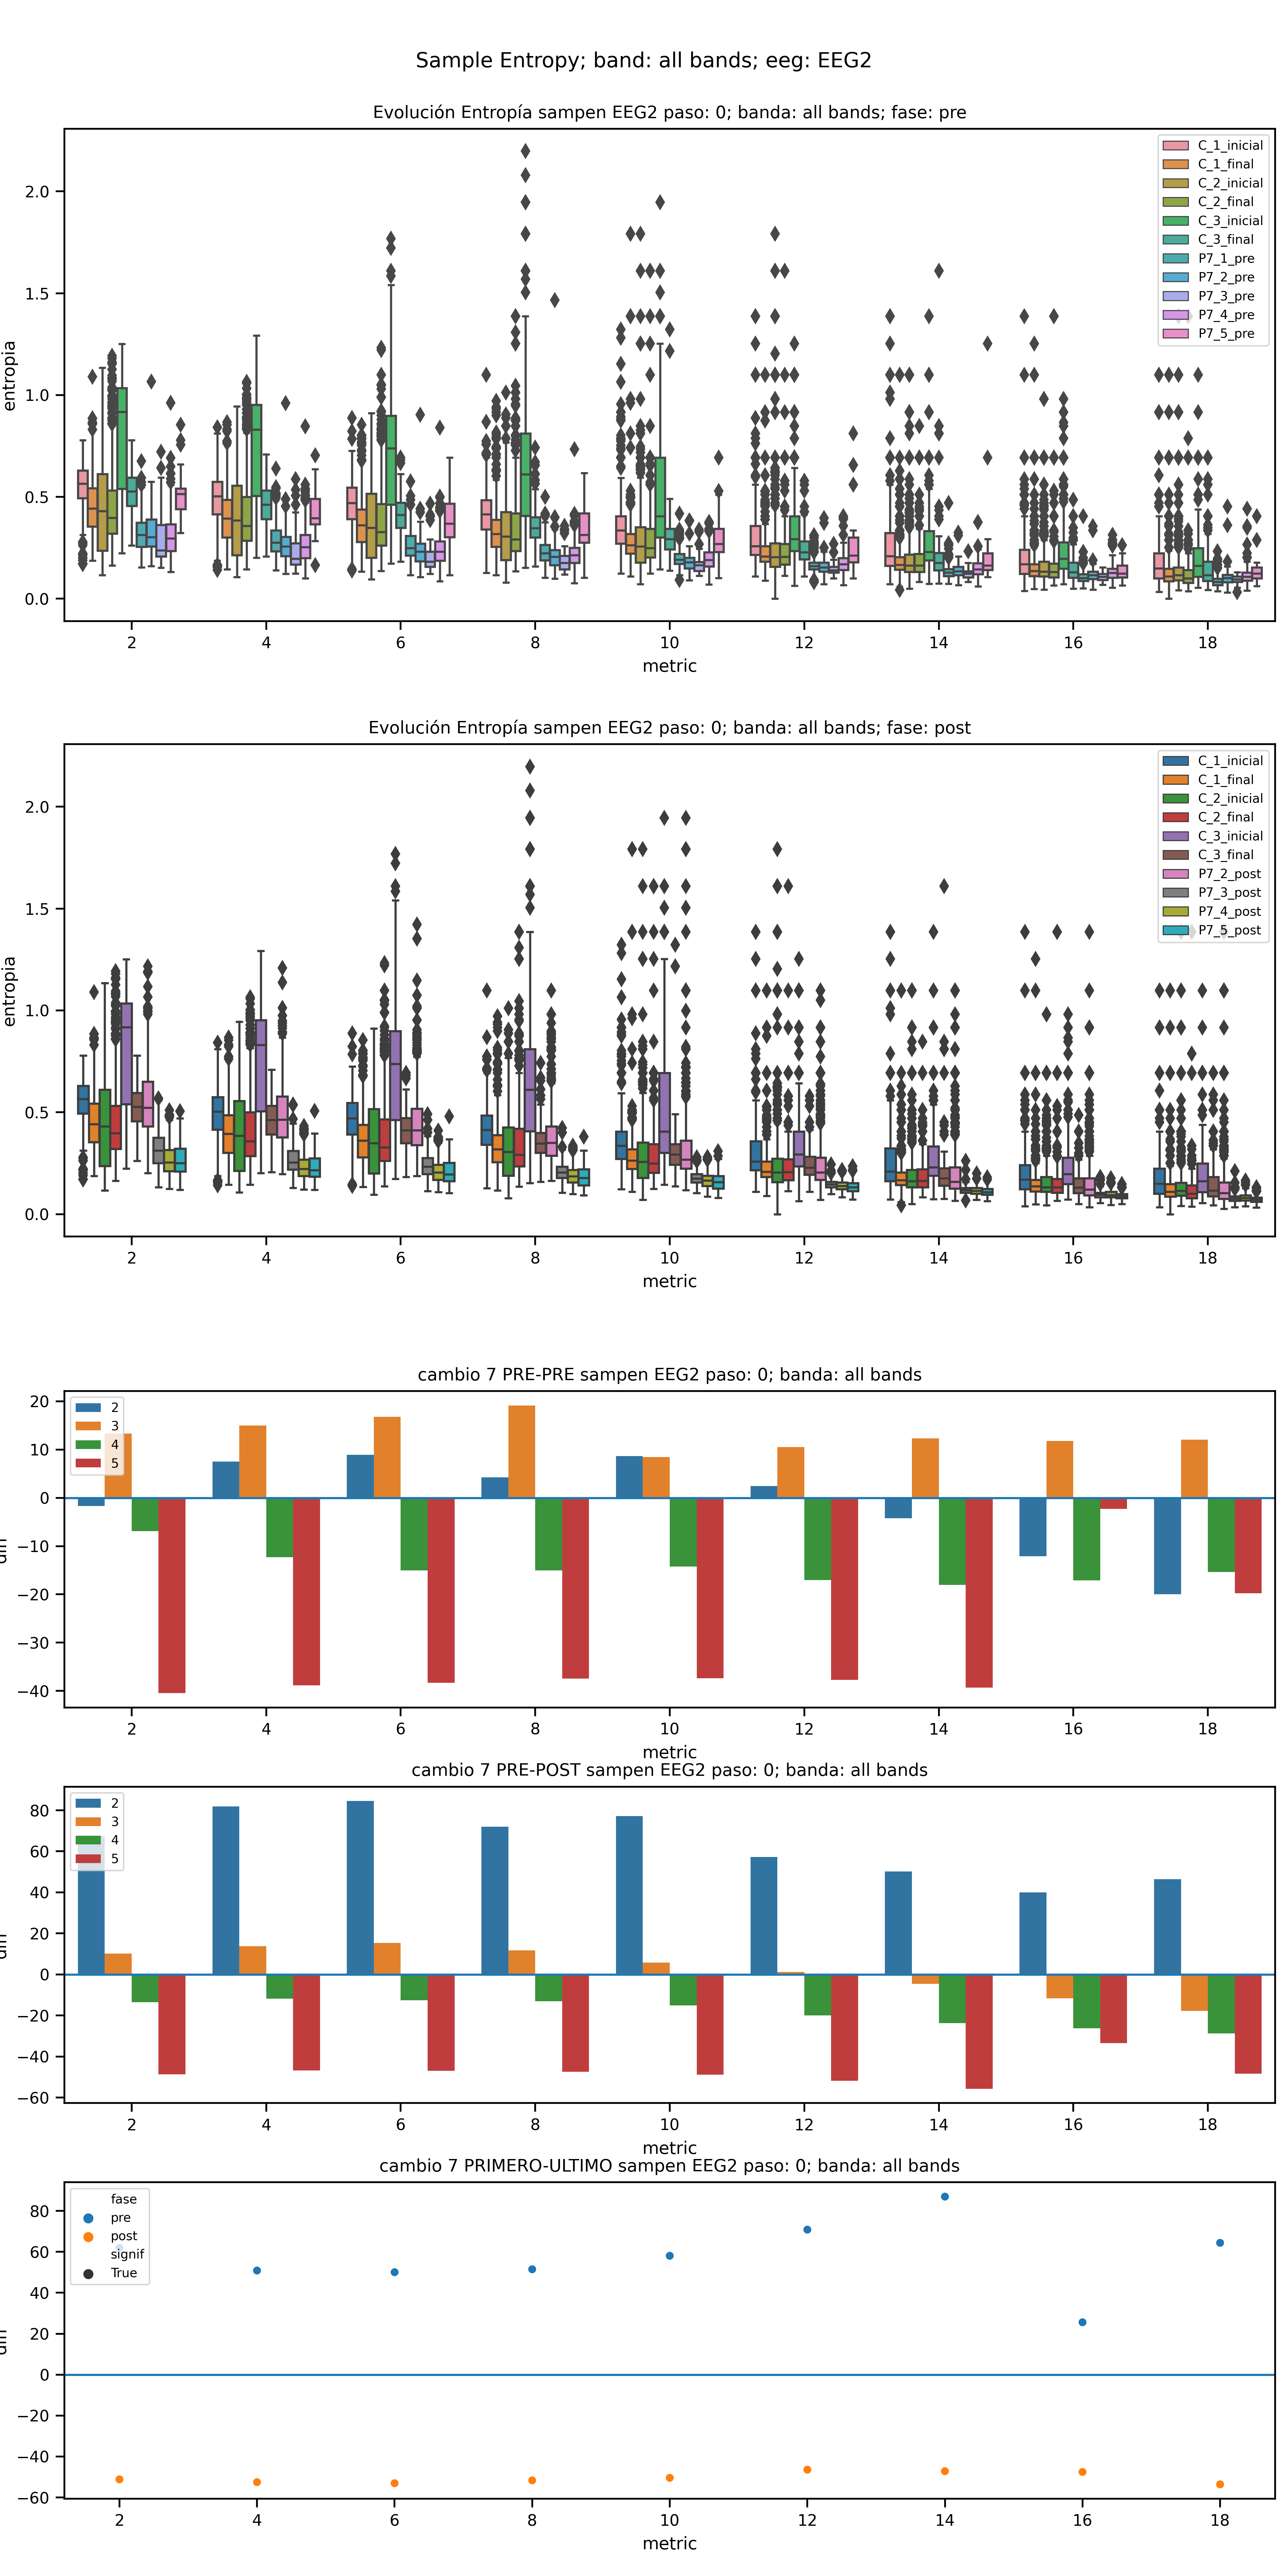 Sample Entropy; band: all bands; eeg: EEG2
Evolución Entropía sampen EEG2 paso: 0; banda: all bands; fase: pre
entropia
2.0
1.5
1.0
0.5
0.0
C_1_inicial
C_1_final
C_2_inicial
C_2_final
C_3_inicial
C_3_final
P7_1_pre
P7_2_pre
P7_3_pre
P7_4_pre
P7_5_pre
2 4 6 8 10 12 14 16 18
metric
Evolución Entropía sampen EEG2 paso: 0; banda: all bands; fase: post
entropia
2.0
1.5
1.0
0.5
0.0
C_1_inicial
C_1_final
C_2_inicial
C_2_final
C_3_inicial
C_3_final
P7_2_post
P7_3_post
P7_4_post
P7_5_post
2 4 6 8 10 12 14 16 18
metric
cambio 7 PRE-PRE sampen EEG2 paso: 0; banda: all bands
20
10
0
−10
−20
−30
−40
2
3
4
5
2 4 6 8 10 12 14 16 18
metric
cambio 7 PRE-POST sampen EEG2 paso: 0; banda: all bands
80
60
40
20
0
−20
−40
−60
2
3
4
5
2 4 6 8 10 12 14 16 18
metric
cambio 7 PRIMERO-ULTIMO sampen EEG2 paso: 0; banda: all bands
80
60
40
20
0
−20
−40
−60
fase
pre
post
signif
True
2 4 6 8 10 12 14 16 18
metric